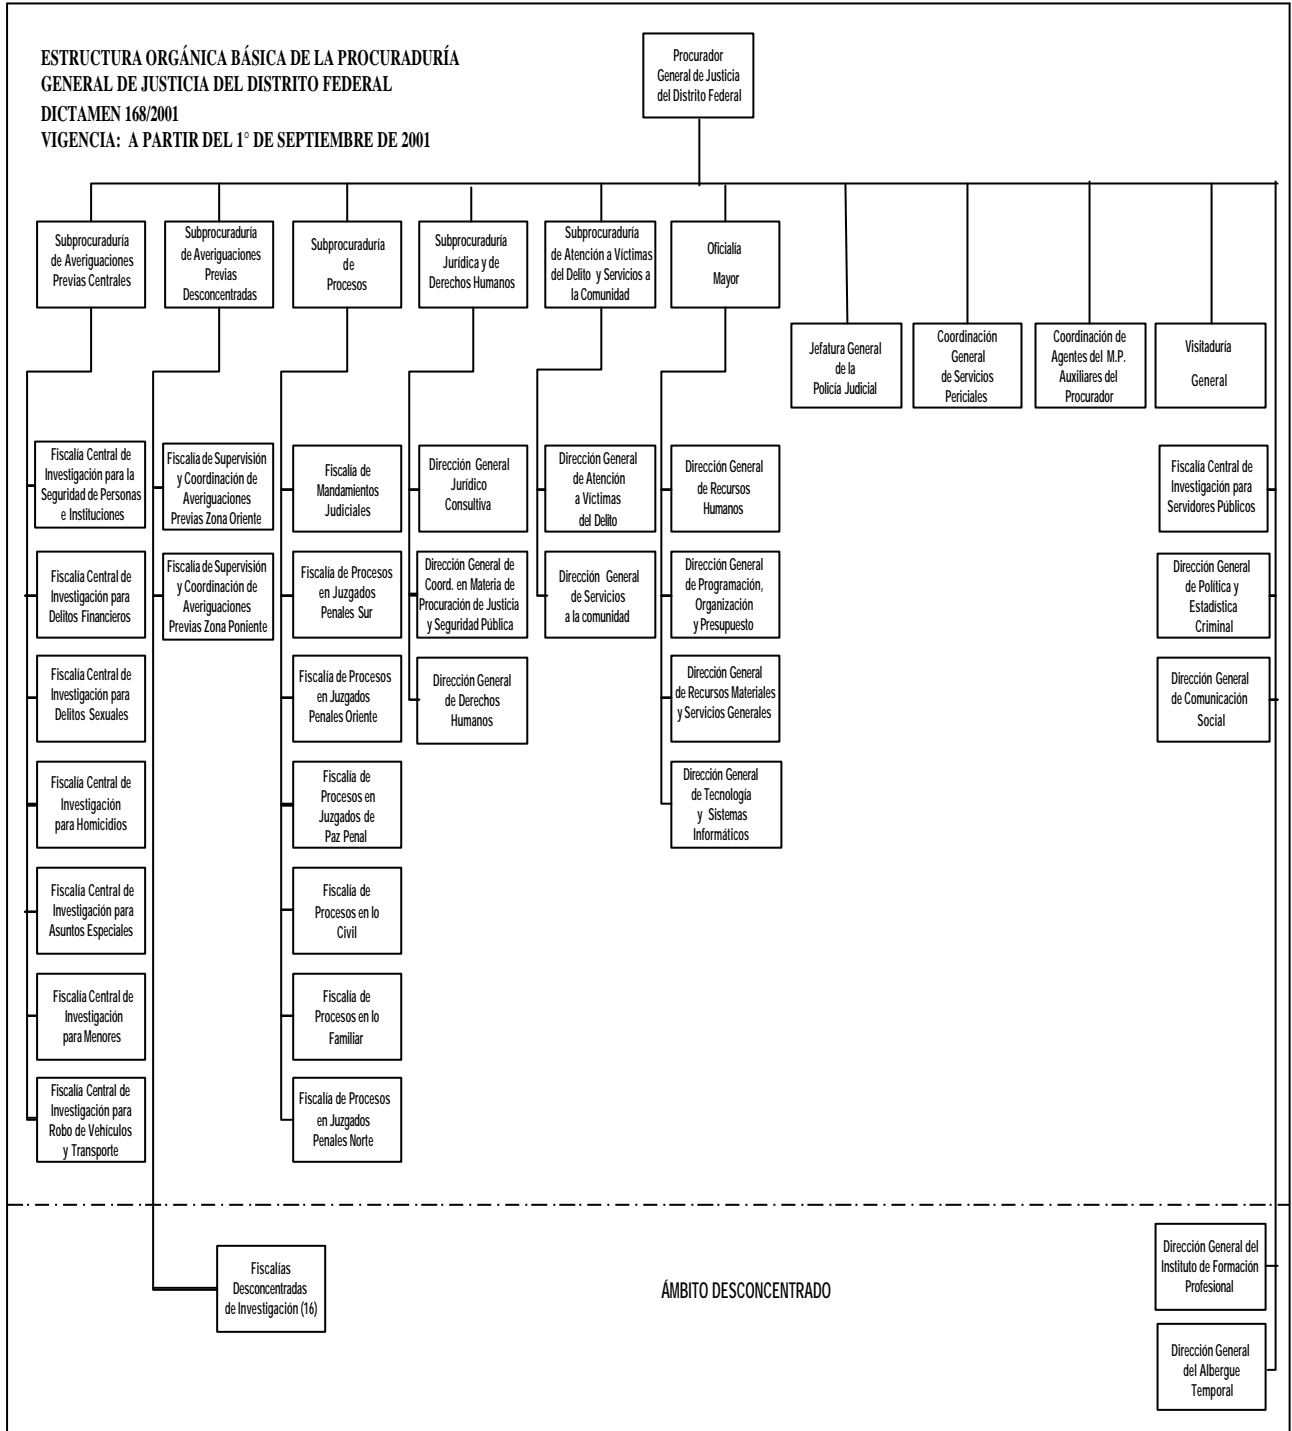 ESTRUCTURA ORGÁNICA BÁSICA DE LA PROCURADURÍA
GENERAL DE JUSTICIA DEL DISTRITO FEDERAL
DICTAMEN 168/2001
VIGENCIA: A PARTIR DEL 1° DE SEPTIEMBRE DE 2001
Procurador
General de Justicia
del Distrito Federal
Subprocuraduría
de Averiguaciones
Previas Centrales
Subprocuraduría
de Averiguaciones
Previas
Desconcentradas
Subprocuraduría
de
Procesos
Subprocuraduría
Jurídica y de
Derechos Humanos
Subprocuraduría
de Atención a Víctimas
del Delito y Servicios a
la Comunidad
Oficialía
Mayor
Jefatura General
de la
Policía Judicial
Coordinación
General
de Servicios
Periciales
Coordinación de
Agentes del M.P.
Auxiliares del
Procurador
Visitaduría
General
Fiscalía Central de
Investigación para la
Seguridad de Personas
e Instituciones
Fiscalía Central de
Investigación para
Delitos Financieros
Fiscalía Central de
Investigación para
Delitos Sexuales
Fiscalía Central de
Investigación
para Homicidios
Fiscalía Central de
Investigación para
Asuntos Especiales
Fiscalía Central de
Investigación
para Menores
Fiscalía Central de
Investigación para
Robo de Vehículos
y Transporte
Fiscalía de Supervisión
y Coordinación de
Averiguaciones
Previas Zona Oriente
Fiscalía de Supervisión
y Coordinación de
Averiguaciones
Previas Zona Poniente
Fiscalía de
Mandamientos
Judiciales
Fiscalía de Procesos
en Juzgados
Penales Sur
Fiscalía de Procesos
en Juzgados
Penales Oriente
Fiscalía de
Procesos en
Juzgados de
Paz Penal
Fiscalía de
Procesos en lo
Civil
Fiscalía de
Procesos en lo
Familiar
Fiscalía de Procesos
en Juzgados
Penales Norte
Dirección General
Jurídico
Consultiva
Dirección General de
Coord. en Materia de
Procuración de Justicia
y Seguridad Pública
Dirección General
de Derechos
Humanos
Dirección General
de Atención
a Víctimas
del Delito
Dirección General
de Servicios
a la comunidad
Dirección General
de Recursos
Humanos
Dirección General
de Programación,
Organización
y Presupuesto
Dirección General
de Recursos Materiales
y Servicios Generales
Dirección General
de Tecnología
y Sistemas
Informáticos
Fiscalía Central de
Investigación para
Servidores Públicos
Dirección General
de Política y
Estadística
Criminal
Dirección General
de Comunicación
Social
Fiscalías
Desconcentradas
de Investigación (16)
ÁMBITO DESCONCENTRADO
Dirección General del
Instituto de Formación
Profesional
Dirección General
del Albergue
Temporal